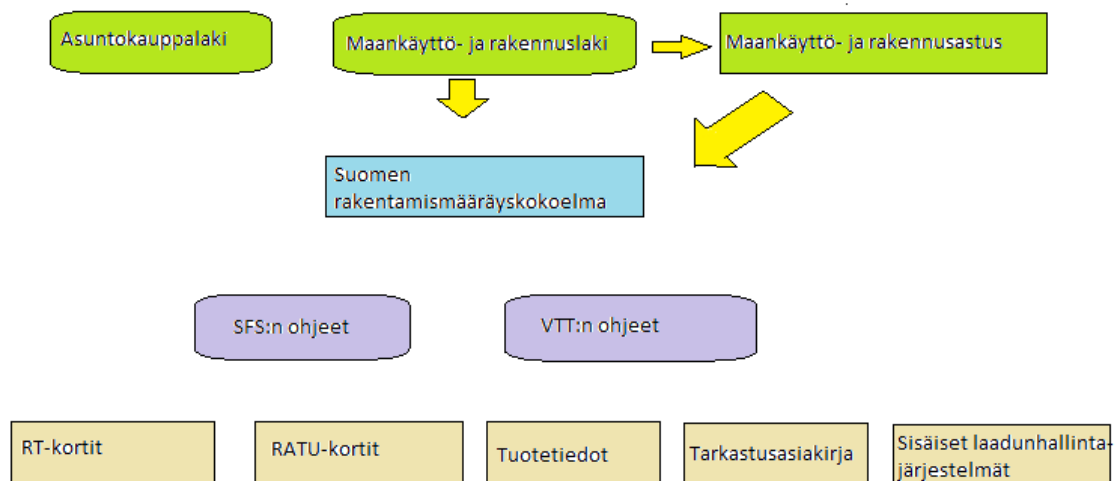 Asuntokauppalaki
Maankäyttö- ja rakennuslaki
Maankäyttö- ja rakennusastus
Suomen
rakentamismääräyskokoelma
SFS:n ohjeet
VTT:n ohjeet
RT-kortit
RATU-kortit
Tuotetiedot
Tarkastusasiakirja
Sisäiset laadunhallinta-
järjestelmät